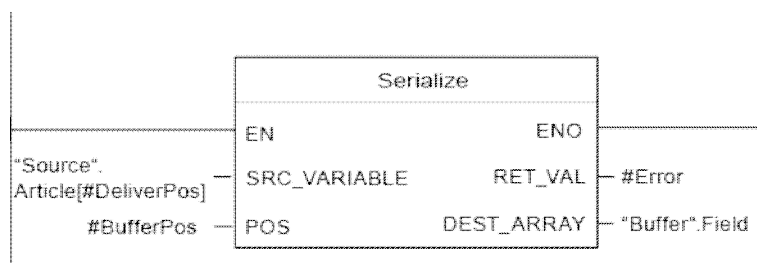 Serialize
EN ENO
"Source".
Article[#DeliverPos] SRC_VARIABLE RET_VAL #Error
#BufferPos POS DEST_ARRAY "Buffer".Field